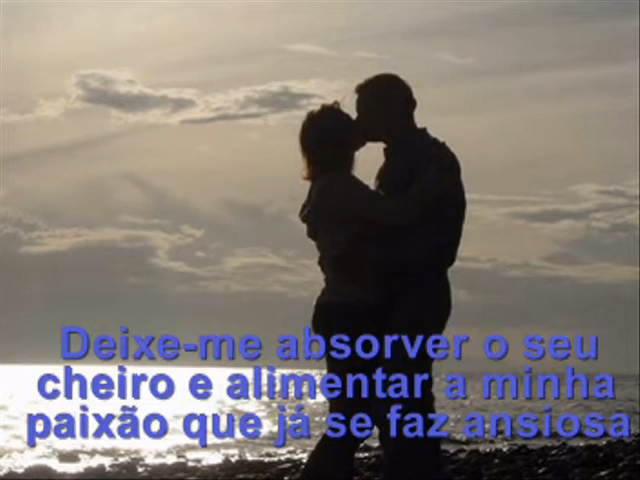 Deixe-me absorver o seu
cheiro e alimentar a minha
paixão que já se faz ansiosa